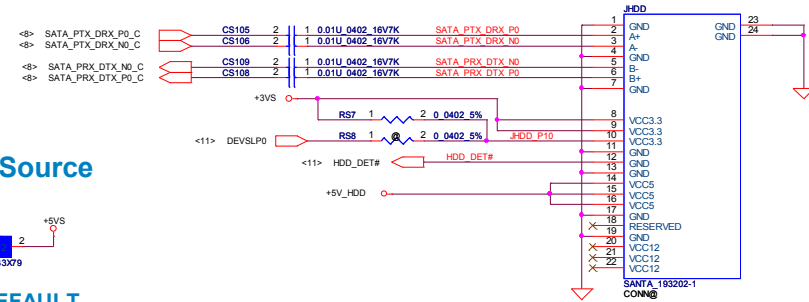 JHDD
<8> SATA_PTX_DRX_P0_C CS105 2 1 0.01U_0402_16V7K SATA_PTX_DRX_P0
<8> SATA_PTX_DRX_N0_C CS106 2 1 0.01U_0402_16V7K SATA_PTX_DRX_N0
<8> SATA_PRX_DTX_N0_C CS109 2 1 0.01U_0402_16V7K SATA_PRX_DTX_N0
<8> SATA_PRX_DTX_P0_C CS108 2 1 0.01U_0402_16V7K SATA_PRX_DTX_P0
1 GND
2 A+
3 A-
4 GND
5 B-
6 B+
7 GND
GND 23
GND 24
+3VS
RS7 1 2 0_0402_5%
<11> DEVSLP0 RS8 1 @ 2 0_0402_5% JHDD_P10
<11> HDD_DET# HDD_DET#
+5V_HDD
8 VCC3.3
9 VCC3.3
10 VCC3.3
11 GND
12 GND
13 GND
14 VCC5
15 VCC5
16 VCC5
17 GND
18 RESERVED
19 GND
20 VCC12
21 VCC12
22 VCC12
SANTA_193202-1
CONN@
Source
+5VS
2
3X79